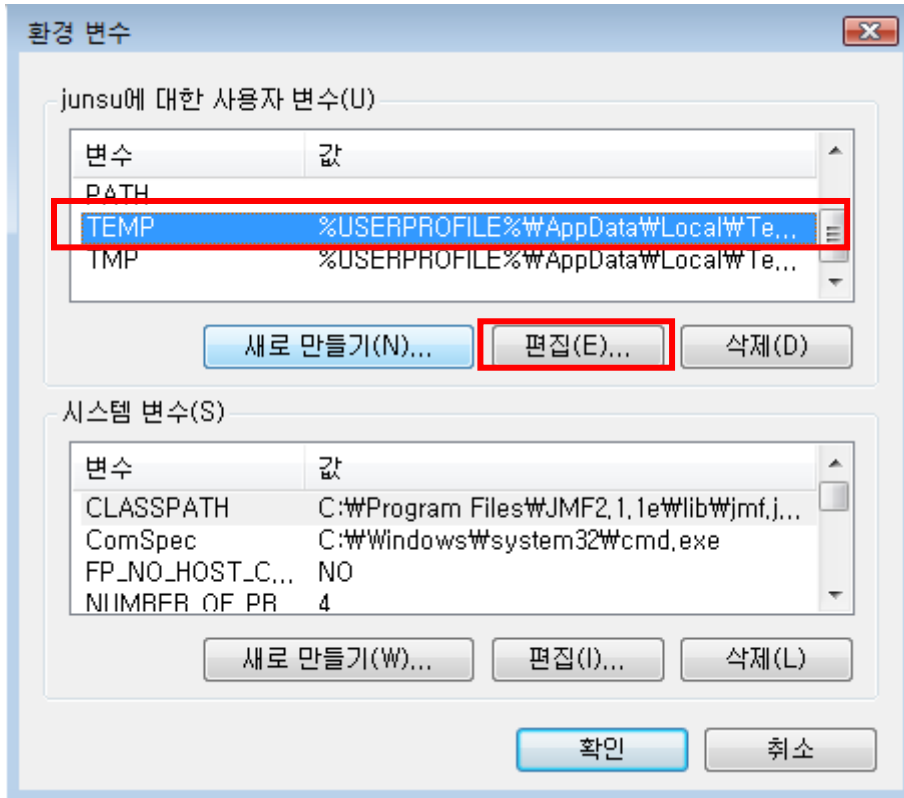 환경 변수
junsu에 대한 사용자 변수(U)
변수 값
PATH
TEMP %USERPROFILE%₩AppData₩Local₩Te...
TMP %USERPROFILE%₩AppData₩Local₩Te...
새로 만들기(N)... 편집(E)... 삭제(D)
시스템 변수(S)
변수 값
CLASSPATH C:₩Program Files₩JMF2.1.1e₩lib₩jmf.j...
ComSpec C:₩Windows₩system32₩cmd.exe
FP_NO_HOST_C... NO
NUMBER_OF_PR 4
새로 만들기(W)... 편집(I)... 삭제(L)
확인 취소